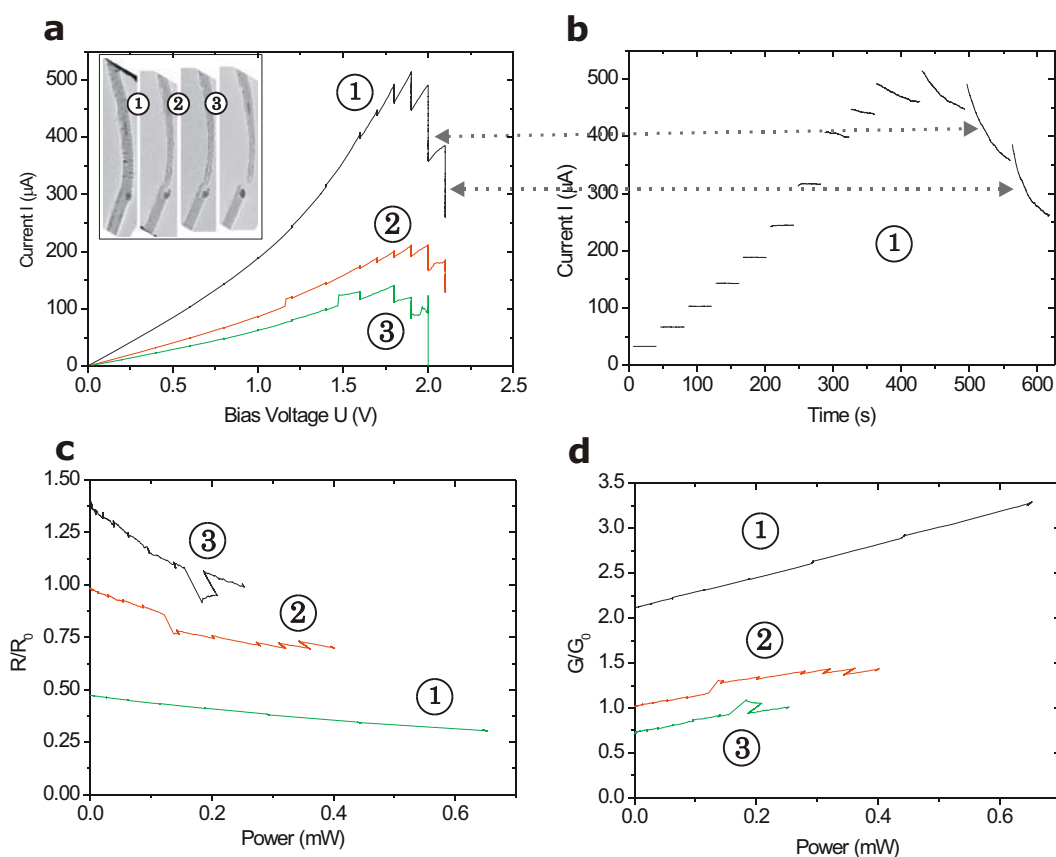 a
500
400
300
200
100
0
Current I (µA)
① ② ③
①
②
③
0.0 0.5 1.0 1.5 2.0 2.5
Bias Voltage U (V)
b
500
400
300
200
100
0
Current I (µA)
①
0 100 200 300 400 500 600
Time (s)
c
1.50
1.25
1.00
0.75
0.50
0.25
0.00
R/R0
③
②
①
0.0 0.2 0.4 0.6
Power (mW)
d
3.5
3.0
2.5
2.0
1.5
1.0
0.5
0.0
G/G0
①
②
③
0.0 0.2 0.4 0.6
Power (mW)